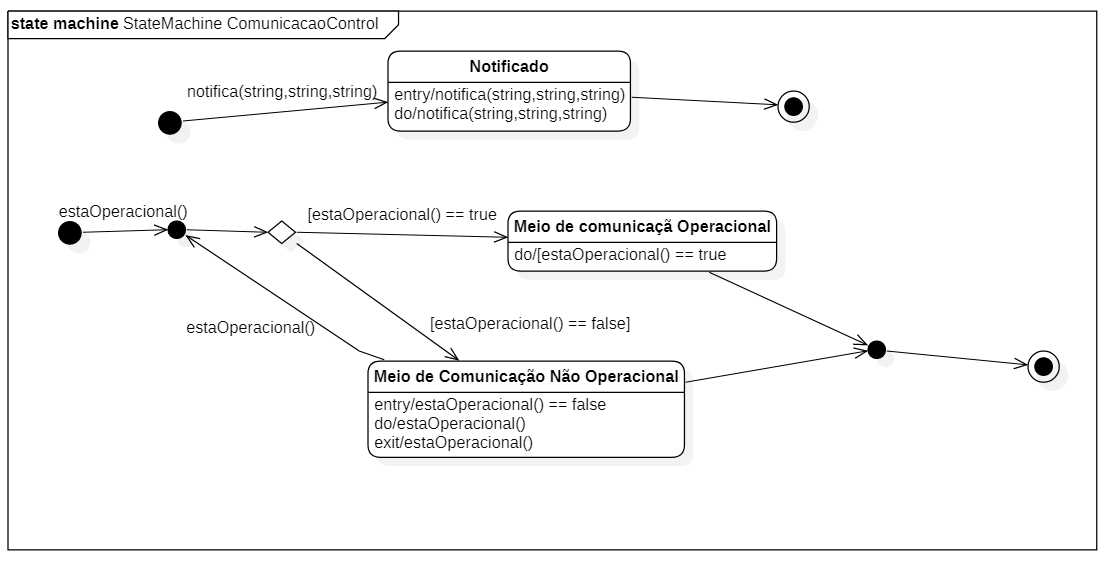 state machine StateMachine ComunicacaoControl
Notificado
notifica(string,string,string)
entry/notifica(string,string,string)
do/notifica(string,string,string)
estaOperacional()
[estaOperacional() == true
Meio de comunicaçã Operacional
do/[estaOperacional() == true
estaOperacional()
[estaOperacional() == false]
Meio de Comunicação Não Operacional
entry/estaOperacional() == false
do/estaOperacional()
exit/estaOperacional()